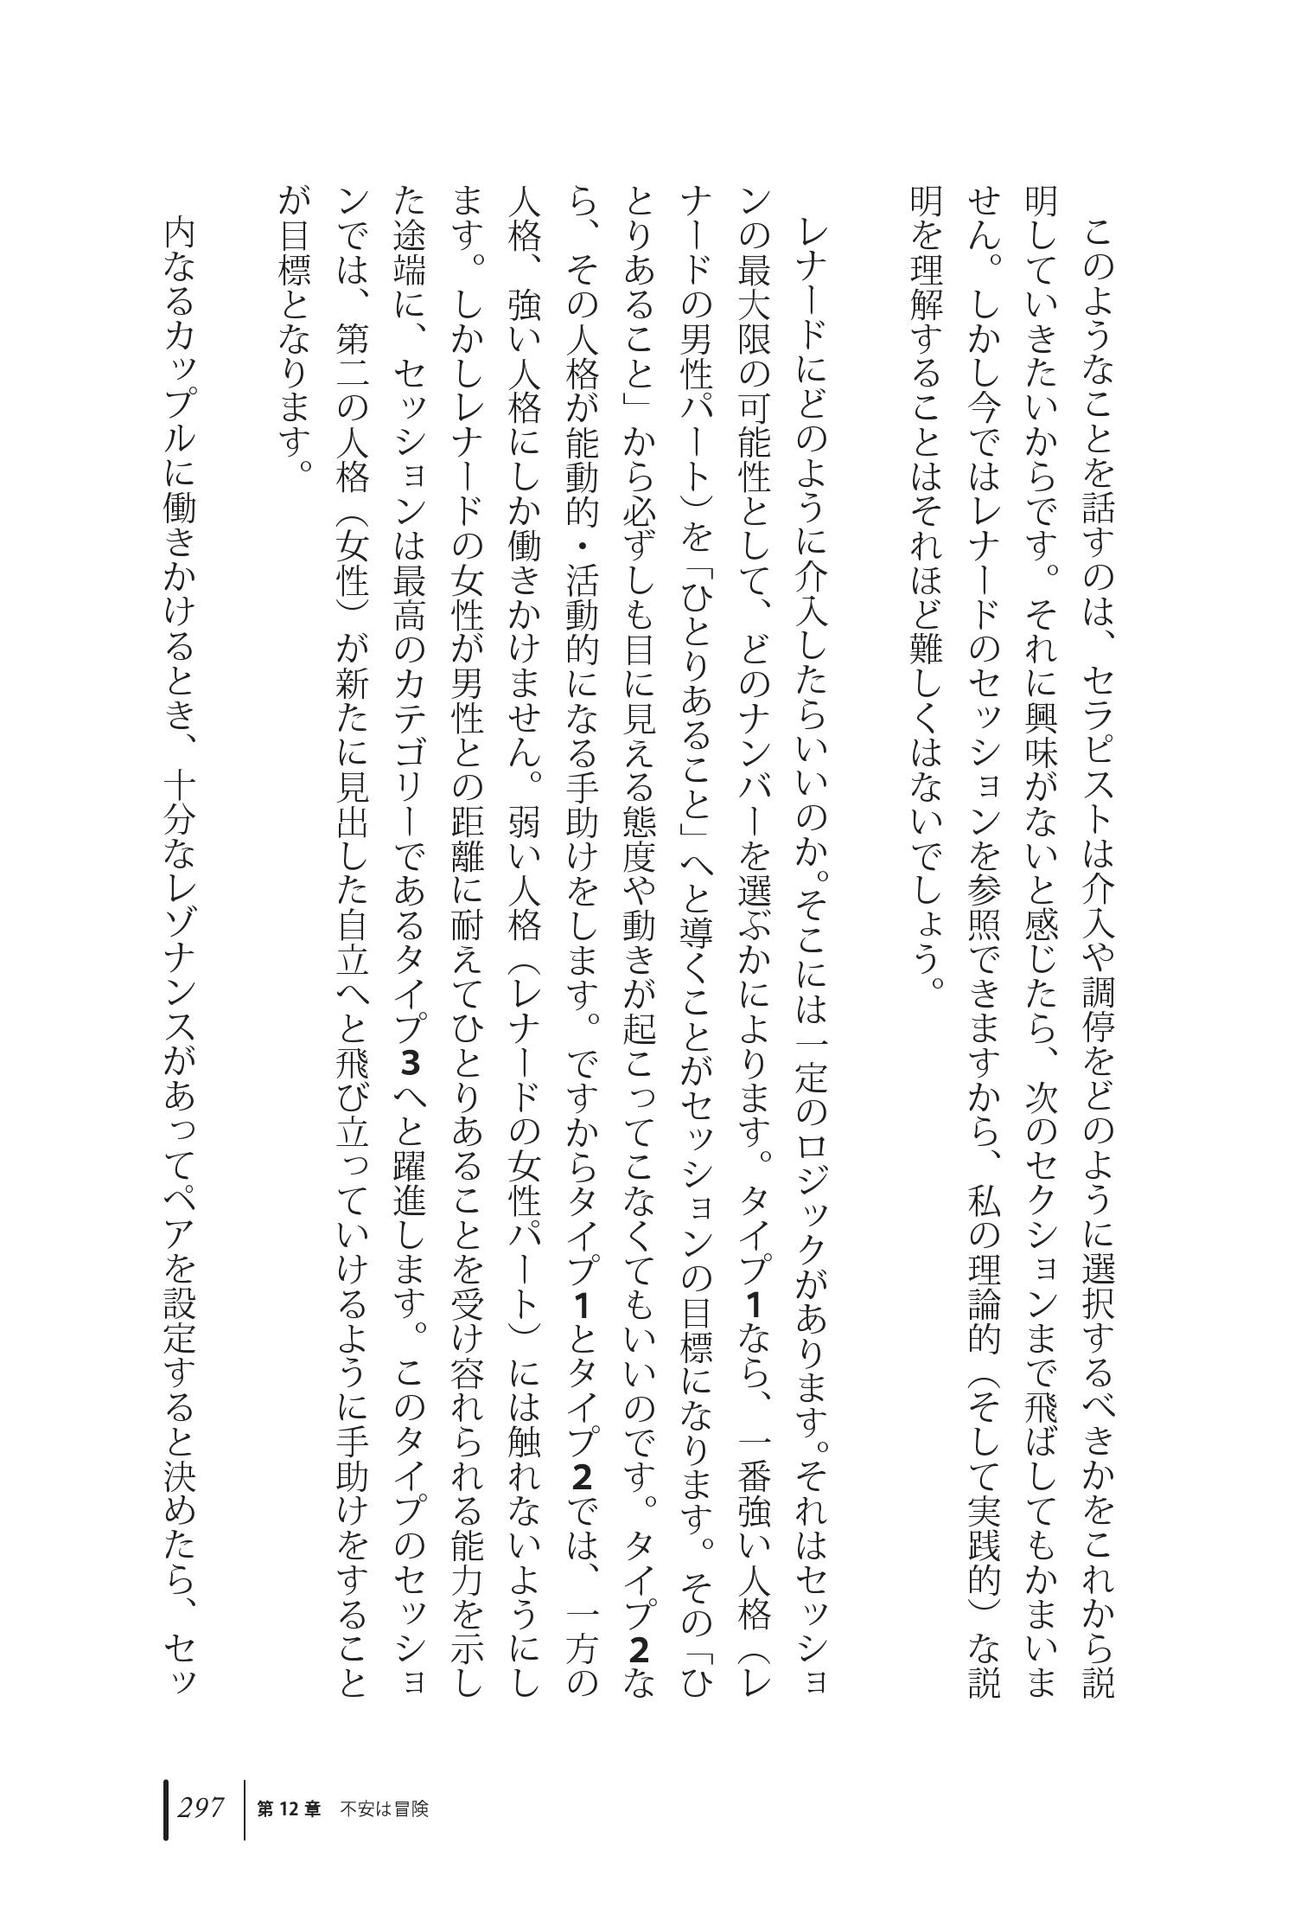 このようなことを話すのは、セラピストは介入や調停をどのように選択するべきかをこれから説
明していきたいからです。それに興味がないと感じたら、次のセクションまで飛ばしてもかまいま
せん。しかし今ではレナードのセッションを参照できますから、私の理論的（そして実践的）な説
明を理解することはそれほど難しくはないでしょう。
レナードにどのように介入したらいいのか。そこには一定のロジックがあります。それはセッショ
ンの最大限の可能性として、どのナンバーを選ぶかによります。タイプ1なら、一番強い人格（レ
ナードの男性パート）を「ひとりあること」へと導くことがセッションの目標になります。その「ひ
とりあること」から必ずしも目に見える態度や動きが起こってこなくてもいいのです。タイプ2な
ら、その人格が能動的・活動的になる手助けをします。ですからタイプ1とタイプ2では、一方の
人格、強い人格にしか働きかけません。弱い人格（レナードの女性パート）には触れないようにし
ます。しかしレナードの女性が男性との距離に耐えてひとりあることを受け容れられる能力を示し
た途端に、セッションは最高のカテゴリーであるタイプ3へと躍進します。このタイプのセッショ
ンでは、第二の人格（女性）が新たに見出した自立へと飛び立っていけるように手助けをすること
が目標となります。
内なるカップルに働きかけるとき、十分なレゾナンスがあってペアを設定すると決めたら、セッ
297 第12章 不安は冒険